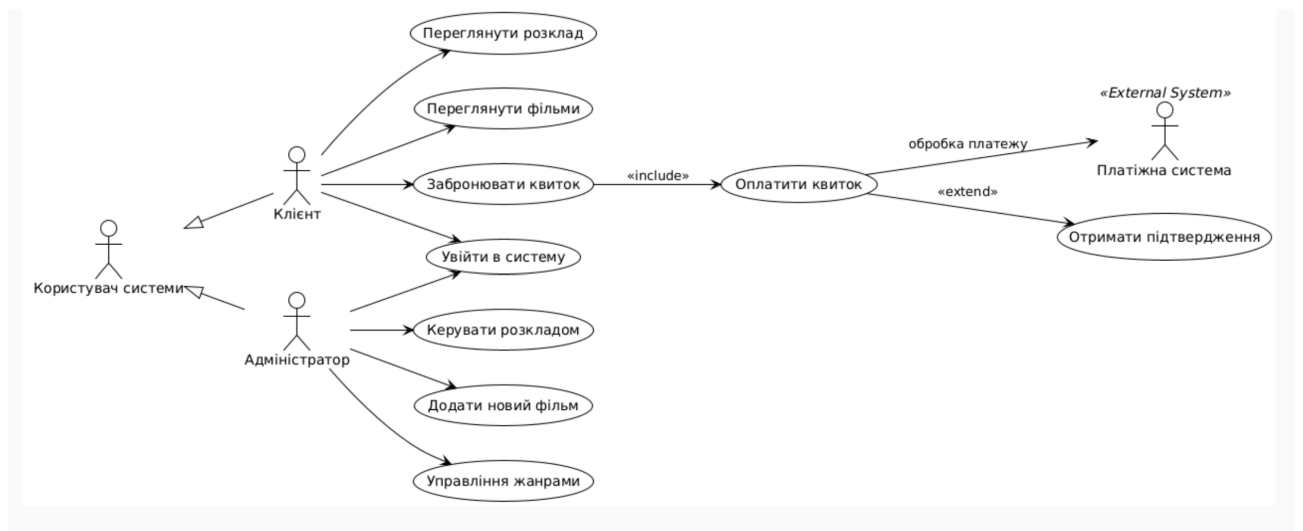 Переглянути розклад
Переглянути фільми
«External System»
обробка платежу
Платіжна система
Забронювати квиток
«include»
Оплатити квиток
«extend»
Клієнт
Отримати підтвердження
Увійти в систему
Користувач системи
Керувати розкладом
Адміністратор
Додати новий фільм
Управління жанрами